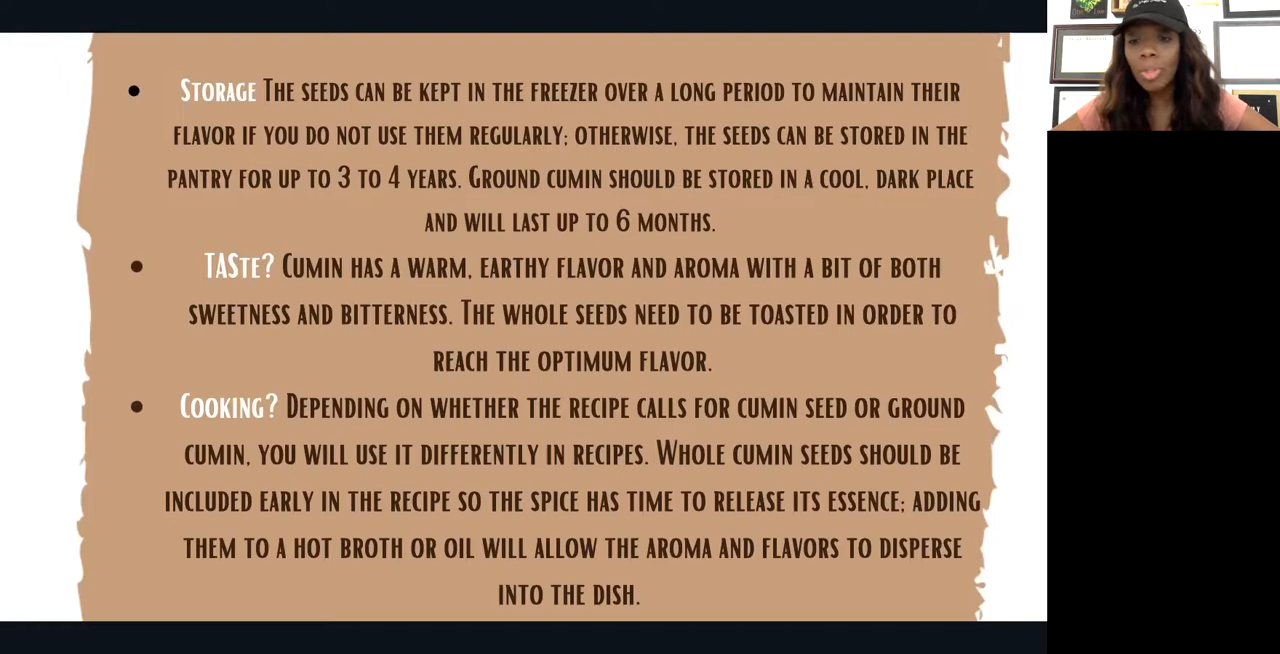 Storage The seeds can be kept in the freezer over a long period to maintain their
flavor if you do not use them regularly; otherwise, the seeds can be stored in the
pantry for up to 3 to 4 years. Ground cumin should be stored in a cool, dark place
and will last up to 6 months.
TASte? Cumin has a warm, earthy flavor and aroma with a bit of both
sweetness and bitterness. The whole seeds need to be toasted in order to
reach the optimum flavor.
Cooking? Depending on whether the recipe calls for cumin seed or ground
cumin, you will use it differently in recipes. Whole cumin seeds should be
included early in the recipe so the spice has time to release its essence; adding
them to a hot broth or oil will allow the aroma and flavors to disperse
into the dish.